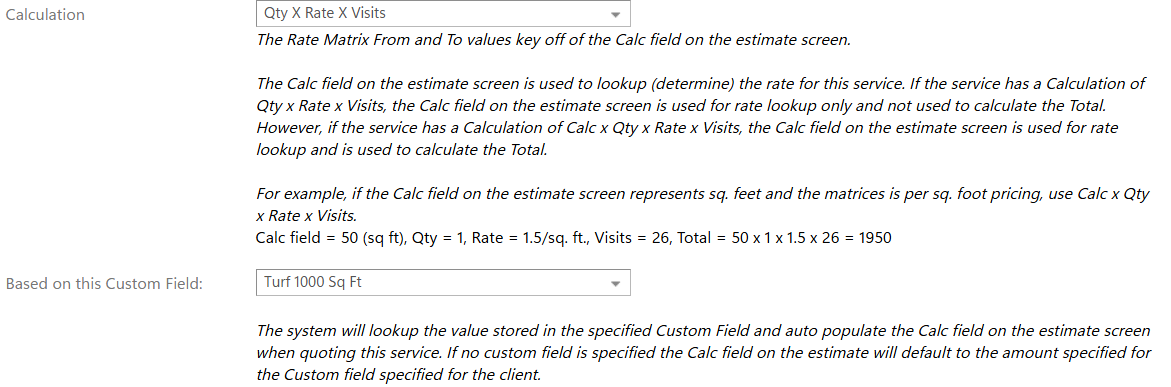 Calculation
Qty X Rate X Visits
The Rate Matrix From and To values key off of the Calc field on the estimate screen.
The Calc field on the estimate screen is used to lookup (determine) the rate for this service. If the service has a Calculation of
Qty x Rate x Visits, the Calc field on the estimate screen is used for rate lookup only and not used to calculate the Total.
However, if the service has a Calculation of Calc x Qty x Rate x Visits, the Calc field on the estimate screen is used for rate
lookup and is used to calculate the Total.
For example, if the Calc field on the estimate screen represents sq. feet and the matrices is per sq. foot pricing, use Calc x Qty
x Rate x Visits.
Calc field = 50 (sq ft), Qty = 1, Rate = 1.5/sq. ft., Visits = 26, Total = 50 x 1 x 1.5 x 26 = 1950
Based on this Custom Field:
Turf 1000 Sq Ft
The system will lookup the value stored in the specified Custom Field and auto populate the Calc field on the estimate screen
when quoting this service. If no custom field is specified the Calc field on the estimate will default to the amount specified for
the Custom field specified for the client.